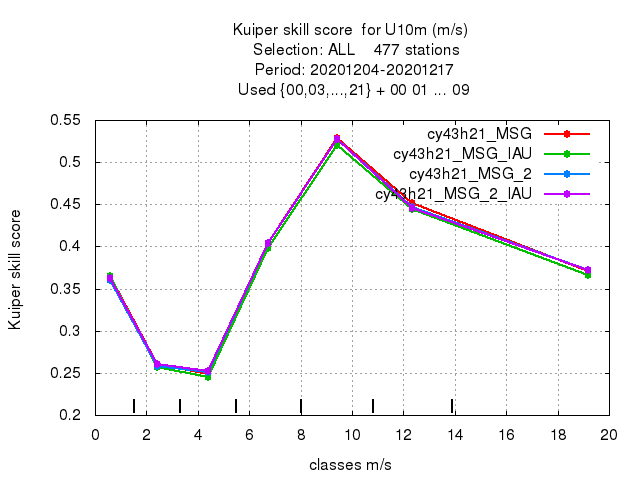 Kuiper skill score  for U10m (m/s)
Selection: ALL    477 stations
Period: 20201204-20201217
Used {00,03,...,21} + 00 01 ... 09
Kuiper skill score
0.55
0.5
0.45
0.4
0.35
0.3
0.25
0.2
cy43h21_MSG
cy43h21_MSG_IAU
cy43h21_MSG_2
cy43h21_MSG_2_IAU
0 2 4 6 8 10 12 14 16 18 20
classes m/s